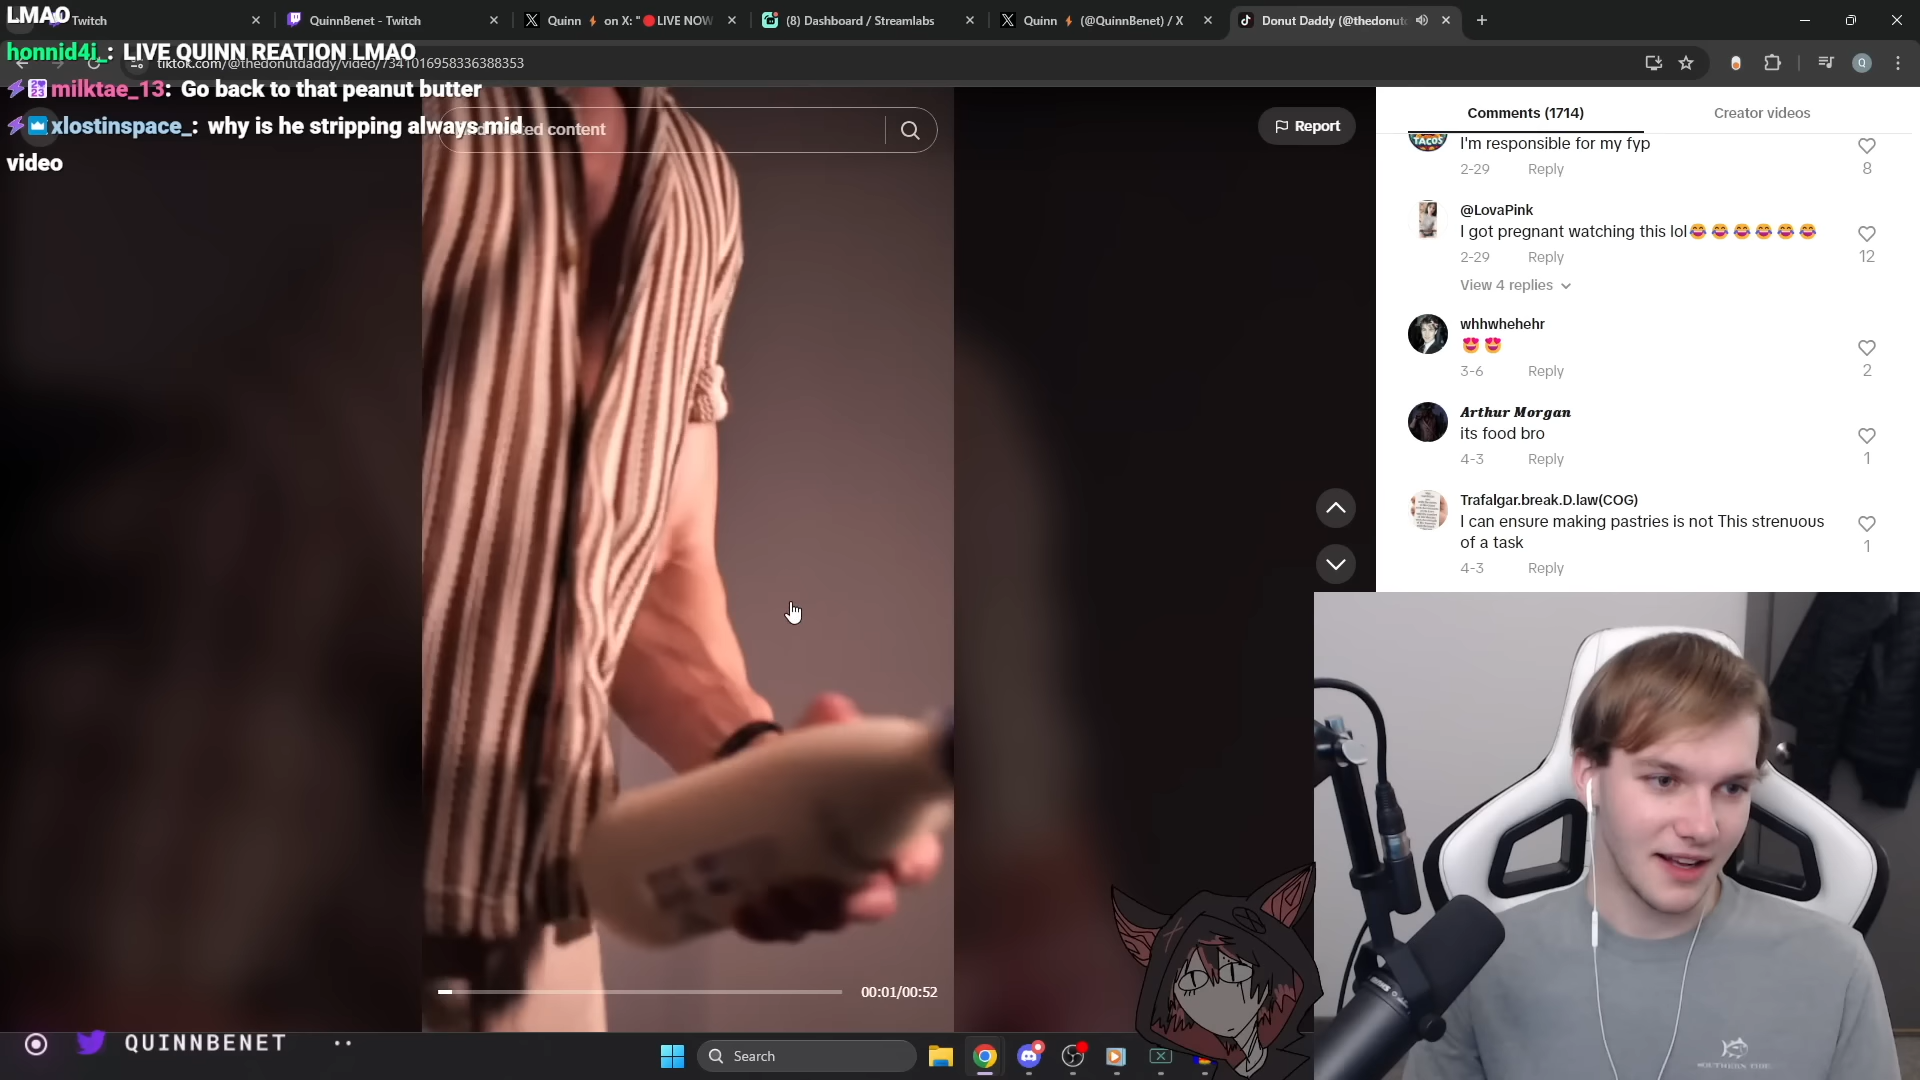 LMAO
Twitch
QuinnBenet - Twitch
Quinn ⚡ on X: "🔴LIVE NOW
(8) Dashboard / Streamlabs
Quinn ⚡ (@QuinnBenet) / X
Donut Daddy (@thedonutd
honnid4i_: LIVE QUINN REATION LMAO
tiktok.com/@thedonutdaddy/video/7341016958336388353
milktae_13: Go back to that peanut butter
xlostinspace_: why is he stripping always mid
video
content
Report
Comments (1714)
Creator videos
TACOS
I'm responsible for my fyp
2-29 Reply
8
@LovaPink
I got pregnant watching this lol😂😂😂😂😂😂
2-29 Reply
12
View 4 replies
whhwhehehr
😍😍
3-6 Reply
2
Arthur Morgan
its food bro
4-3 Reply
1
Trafalgar.break.D.law(COG)
I can ensure making pastries is not This strenuous
of a task
4-3 Reply
1
00:01/00:52
QUINNBENET
Search